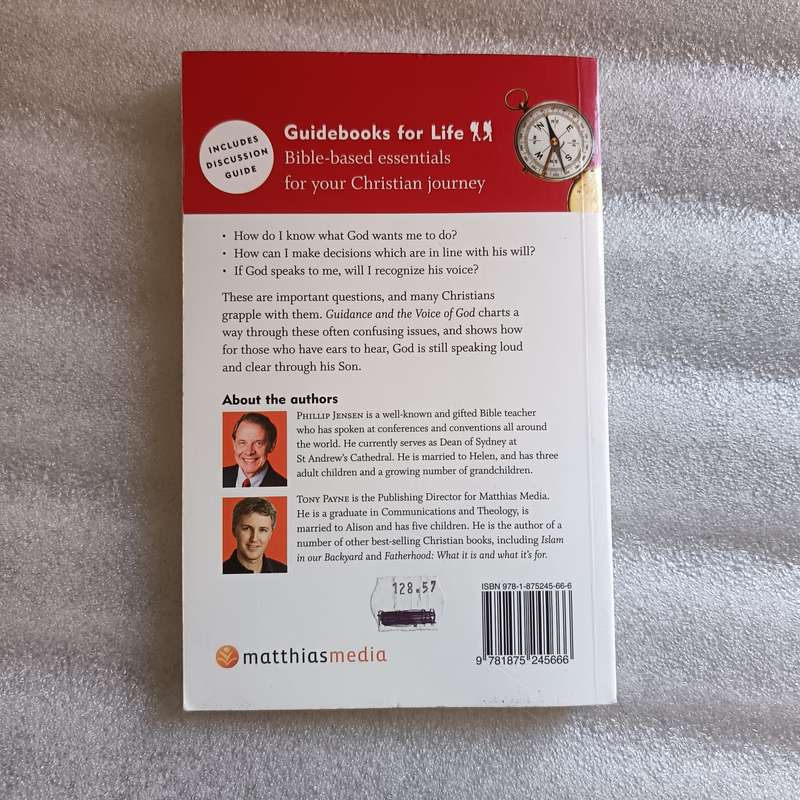 INCLUDES
DISCUSSION
GUIDE
Guidebooks for Life
Bible-based essentials
for your Christian journey
N
E
S
W
• How do I know what God wants me to do?
• How can I make decisions which are in line with his will?
• If God speaks to me, will I recognize his voice?
These are important questions, and many Christians
grapple with them. Guidance and the Voice of God charts a
way through these often confusing issues, and shows how
for those who have ears to hear, God is still speaking loud
and clear through his Son.
About the authors
PHILLIP JENSEN is a well-known and gifted Bible teacher
who has spoken at conferences and conventions all around
the world. He currently serves as Dean of Sydney at
St Andrew's Cathedral. He is married to Helen, and has three
adult children and a growing number of grandchildren.
TONY PAYNE is the Publishing Director for Matthias Media.
He is a graduate in Communications and Theology, is
married to Alison and has five children. He is the author of a
number of other best-selling Christian books, including Islam
in our Backyard and Fatherhood: What it is and what it's for.
128.57
ISBN 978-1-875245-66-6
9 781875 245666
matthiasmedia